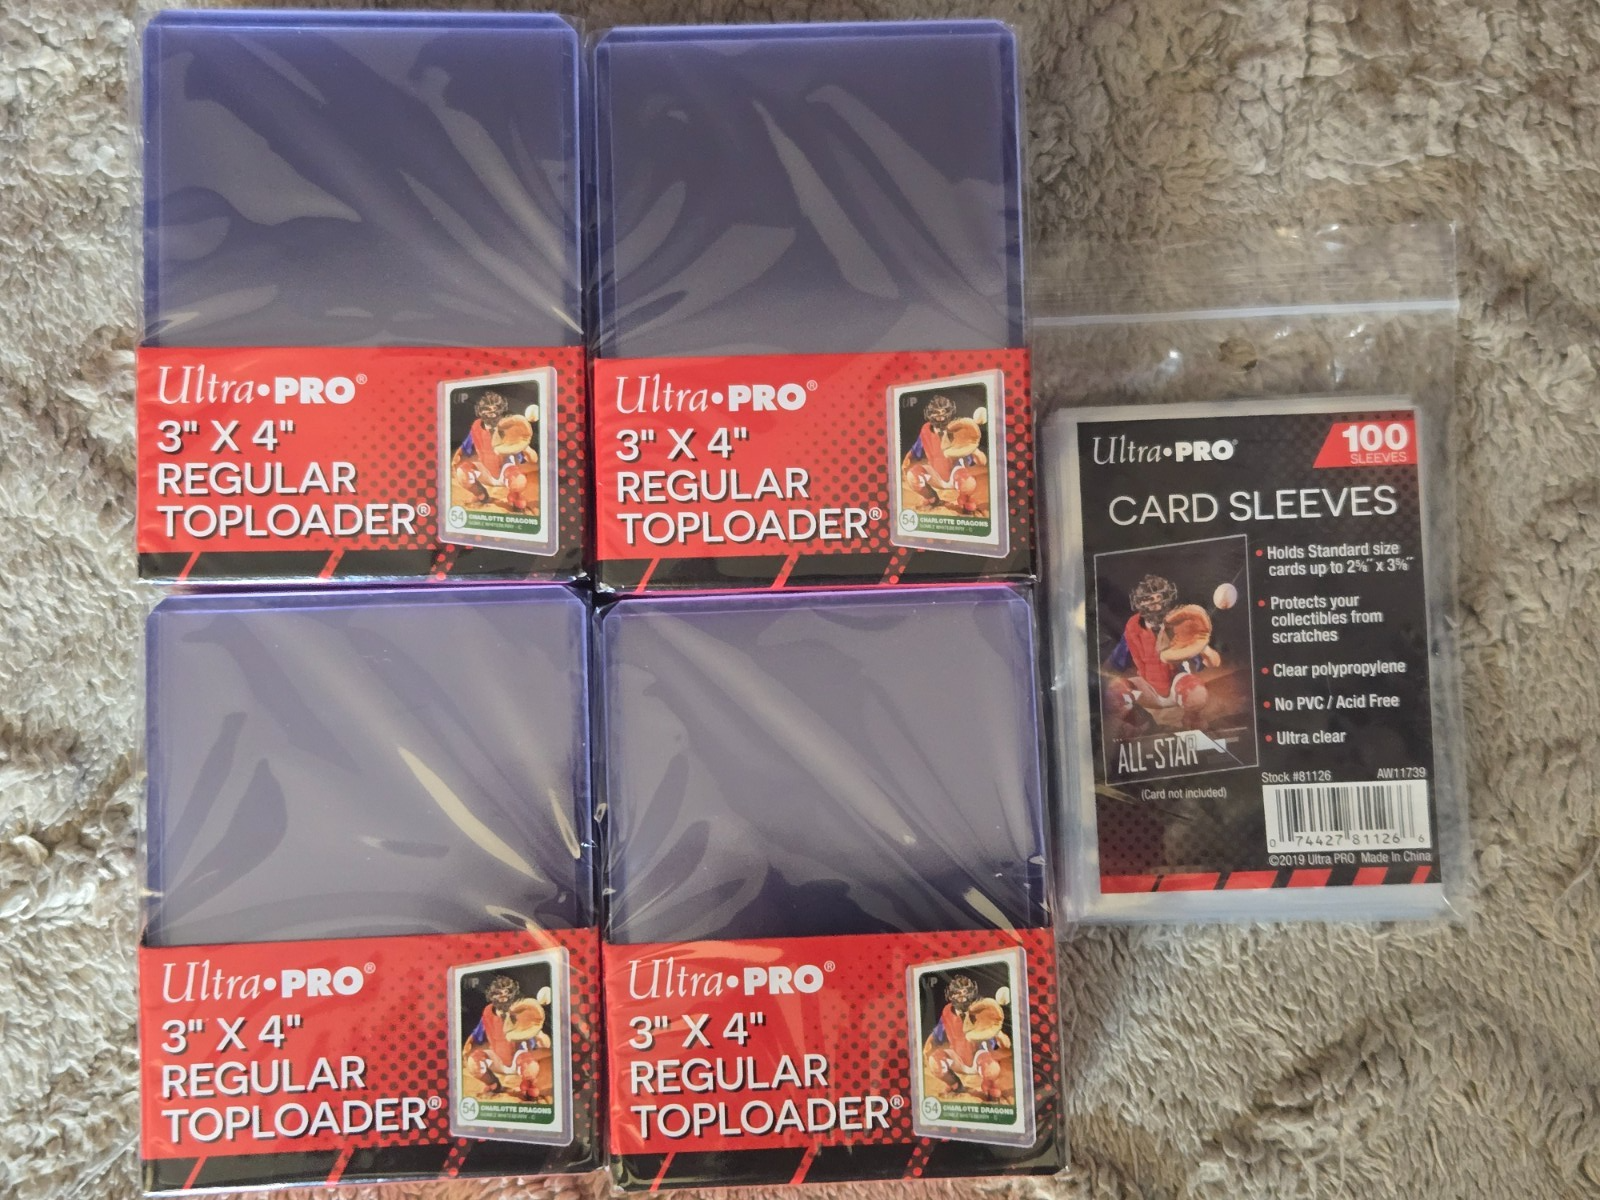 Ultra•PRO®
3" X 4"
REGULAR
TOPLOADER®
54 CHARLOTTE DRAGONS
Ultra•PRO®
3" X 4"
REGULAR
TOPLOADER®
54 CHARLOTTE DRAGONS
Ultra•PRO®
3" X 4"
REGULAR
TOPLOADER®
54 CHARLOTTE DRAGONS
Ultra•PRO®
3" X 4"
REGULAR
TOPLOADER®
54 CHARLOTTE DRAGONS
Ultra•PRO®
100
SLEEVES
CARD SLEEVES
• Holds Standard size
cards up to 2⅝" x 3⅝"
• Protects your
collectibles from
scratches
• Clear polypropylene
• No PVC / Acid Free
• Ultra clear
ALL-STAR
(Card not included)
Stock #81126 AW11739
0 74427 81126 6
©2019 Ultra PRO Made In China